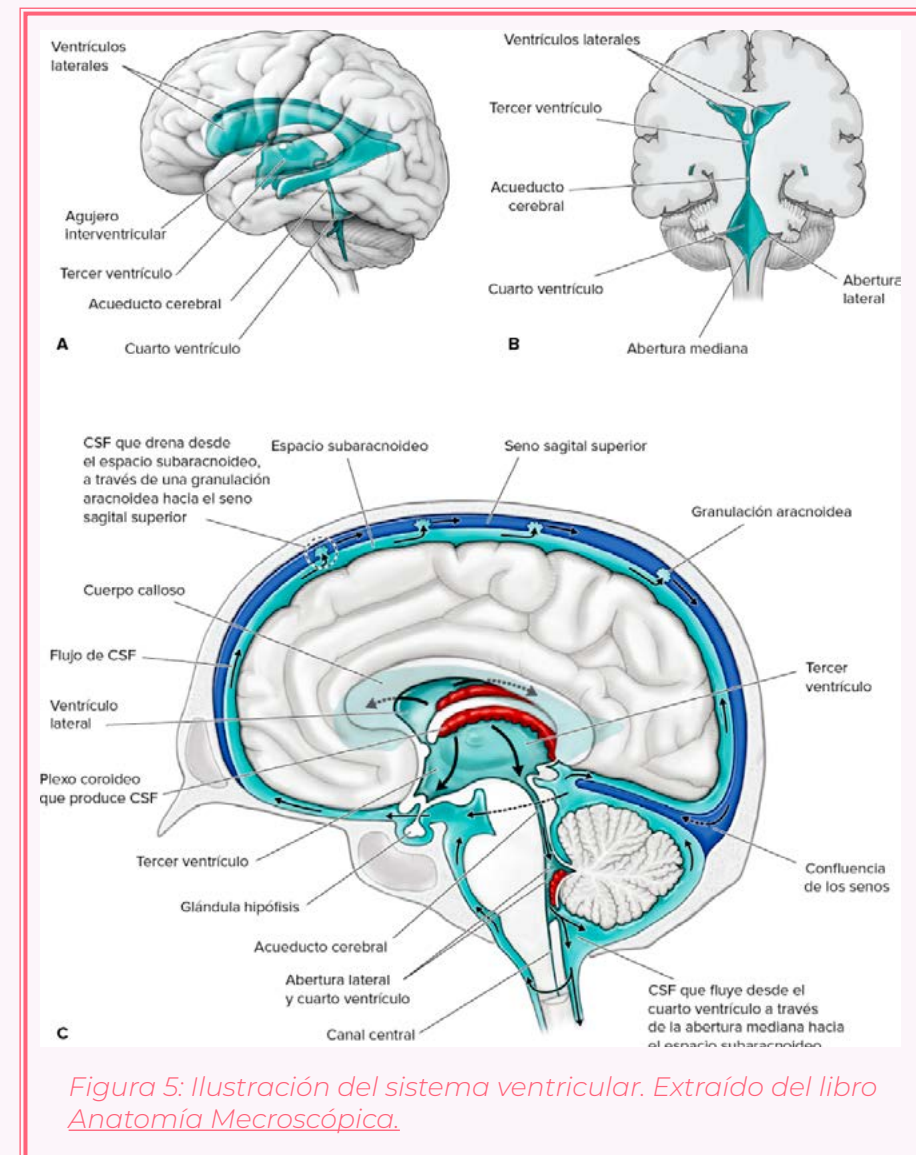 Ventrículos
laterales
Agujero
interventricular
Tercer ventrículo
Acueducto cerebral
Cuarto ventrículo
A
Ventrículos laterales
Tercer ventrículo
Acueducto
cerebral
Cuarto ventrículo
Abertura
lateral
Abertura mediana
B
CSF que drena desde
el espacio subaracnoideo,
a través de una granulación
aracnoidea hacia el seno
sagital superior
Espacio subaracnoideo
Seno sagital superior
Granulación aracnoidea
Cuerpo calloso
Flujo de CSF
Ventrículo
lateral
Plexo coroideo
que produce CSF
Tercer
ventrículo
Tercer ventrículo
Glándula hipófisis
Acueducto cerebral
Abertura lateral
y cuarto ventrículo
Canal central
Confluencia
de los senos
CSF que fluye desde el
cuarto ventrículo a través
de la abertura mediana hacia
el espacio subaracnoideo
C
Figura 5: Ilustración del sistema ventricular. Extraído del libro
Anatomía Mecroscópica.